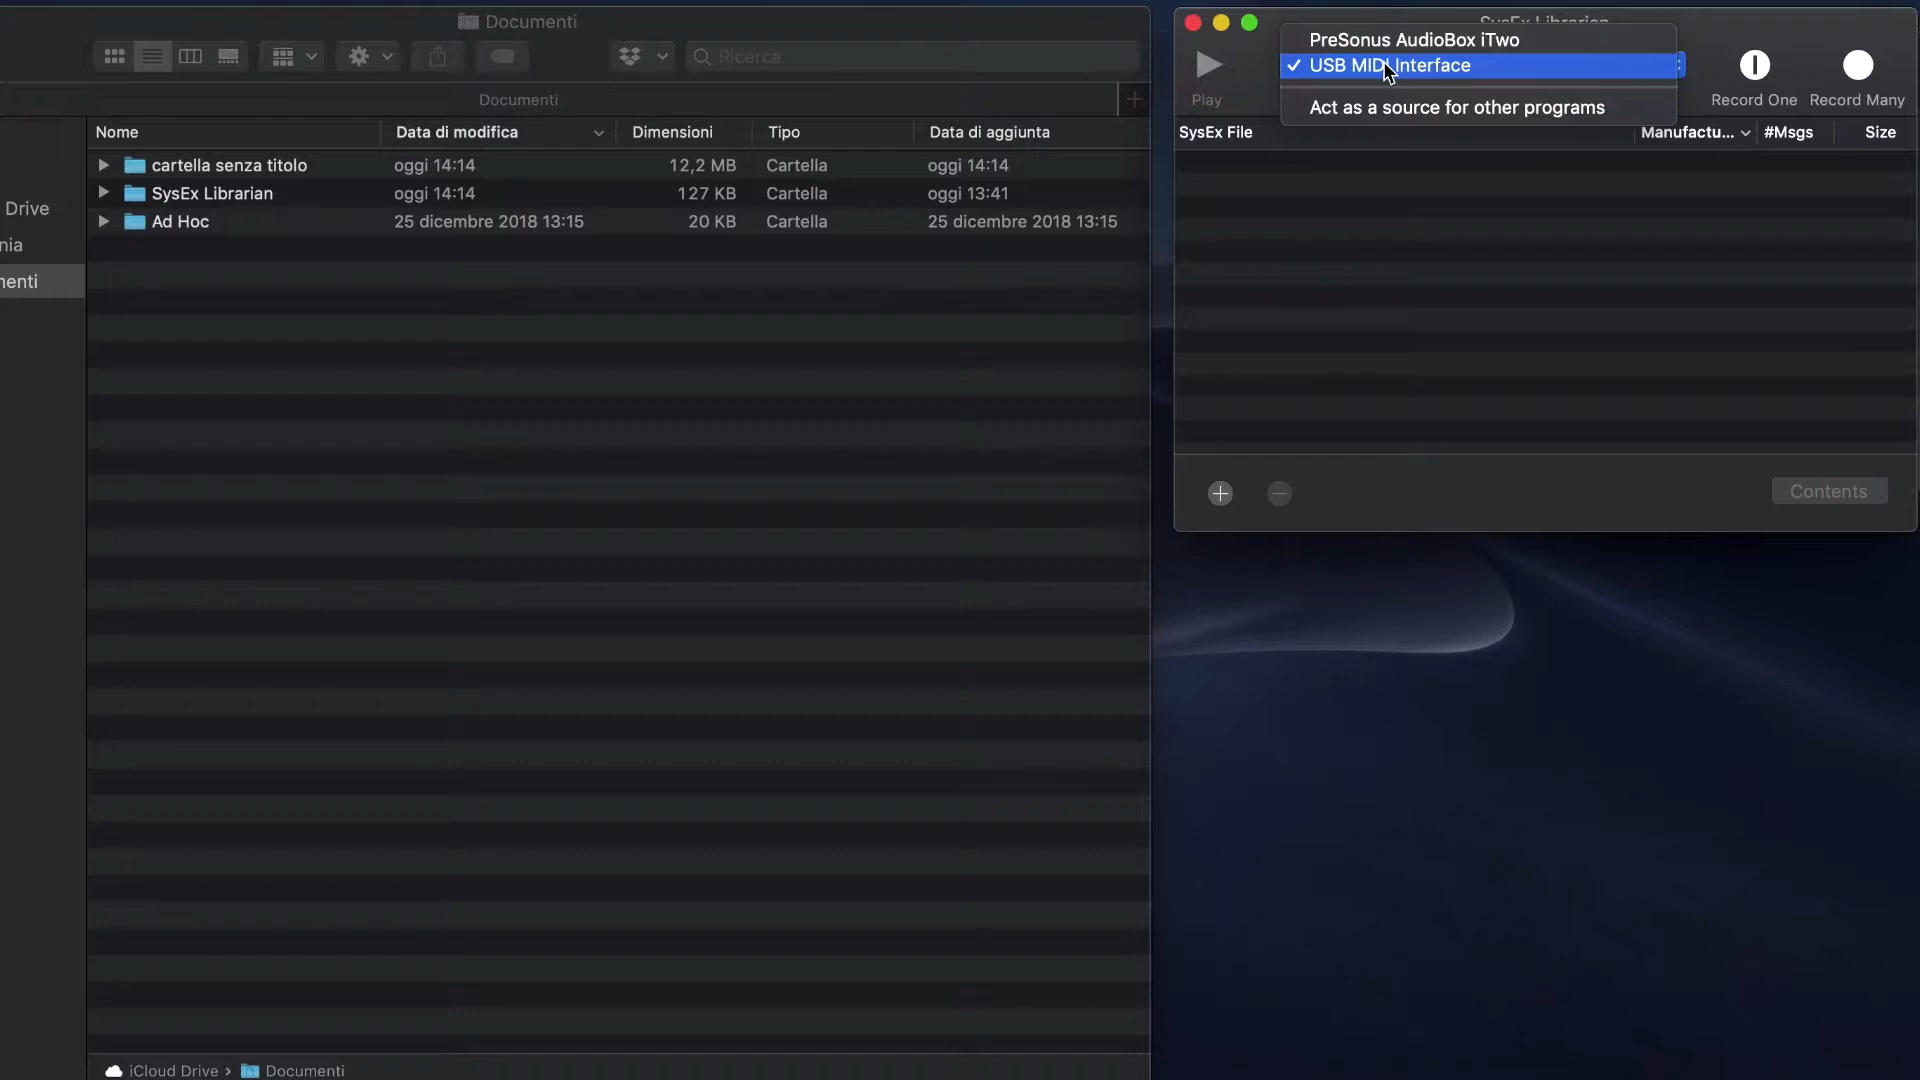 Documenti
Ricerca
Documenti
Nome
Data di modifica
Dimensioni
Tipo
Data di aggiunta
cartella senza titolo
oggi 14:14
12,2 MB
Cartella
oggi 14:14
SysEx Librarian
oggi 14:14
127 KB
Cartella
oggi 13:41
Ad Hoc
25 dicembre 2018 13:15
20 KB
Cartella
25 dicembre 2018 13:15
Drive
nia
menti
iCloud Drive › Documenti
SysEx Librarian
PreSonus AudioBox iTwo
✓ USB MIDI Interface
Act as a source for other programs
Play
Record One
Record Many
SysEx File
Manufactu...
#Msgs
Size
Contents